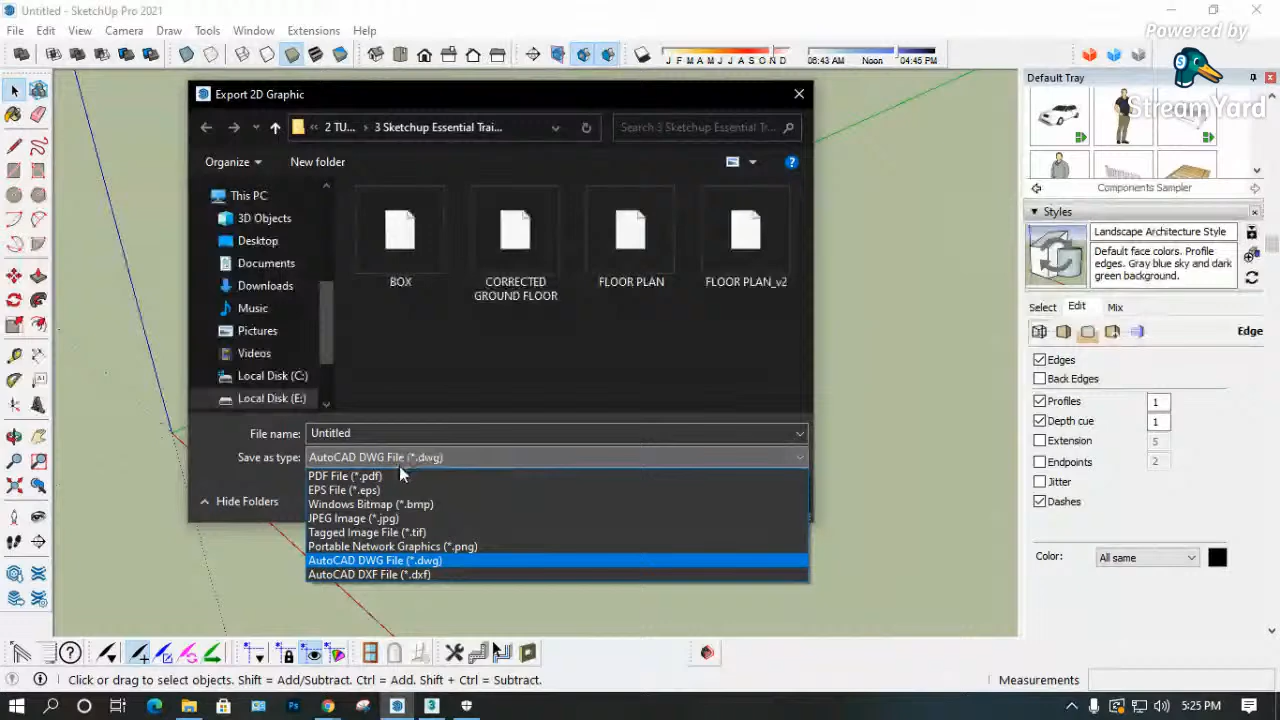 Untitled - SketchUp Pro 2021
File Edit View Camera Draw Tools Window Extensions Help
Powered by
StreamYard
J F M A M J J A S O N D
06:43 AM Noon 04:45 PM
Export 2D Graphic
2 TU...
3 Sketchup Essential Trai...
Search 3 Sketchup Essential Tr...
Organize
New folder
This PC
3D Objects
Desktop
Documents
Downloads
Music
Pictures
Videos
Local Disk (C:)
Local Disk (E:)
BOX
CORRECTED
GROUND FLOOR
FLOOR PLAN
FLOOR PLAN_v2
File name: Untitled
Save as type: AutoCAD DWG File (*.dwg)
PDF File (*.pdf)
EPS File (*.eps)
Windows Bitmap (*.bmp)
JPEG Image (*.jpg)
Tagged Image File (*.tif)
Portable Network Graphics (*.png)
AutoCAD DWG File (*.dwg)
AutoCAD DXF File (*.dxf)
Hide Folders
Default Tray
Components Sampler
Styles
Landscape Architecture Style
Default face colors. Profile
edges. Gray blue sky and dark
green background.
Select Edit Mix
Edge
Edges
Back Edges
Profiles 1
Depth cue 1
Extension 5
Endpoints 2
Jitter
Dashes
Color: All same
Click or drag to select objects. Shift = Add/Subtract. Ctrl = Add. Shift + Ctrl = Subtract.
Measurements
5:25 PM